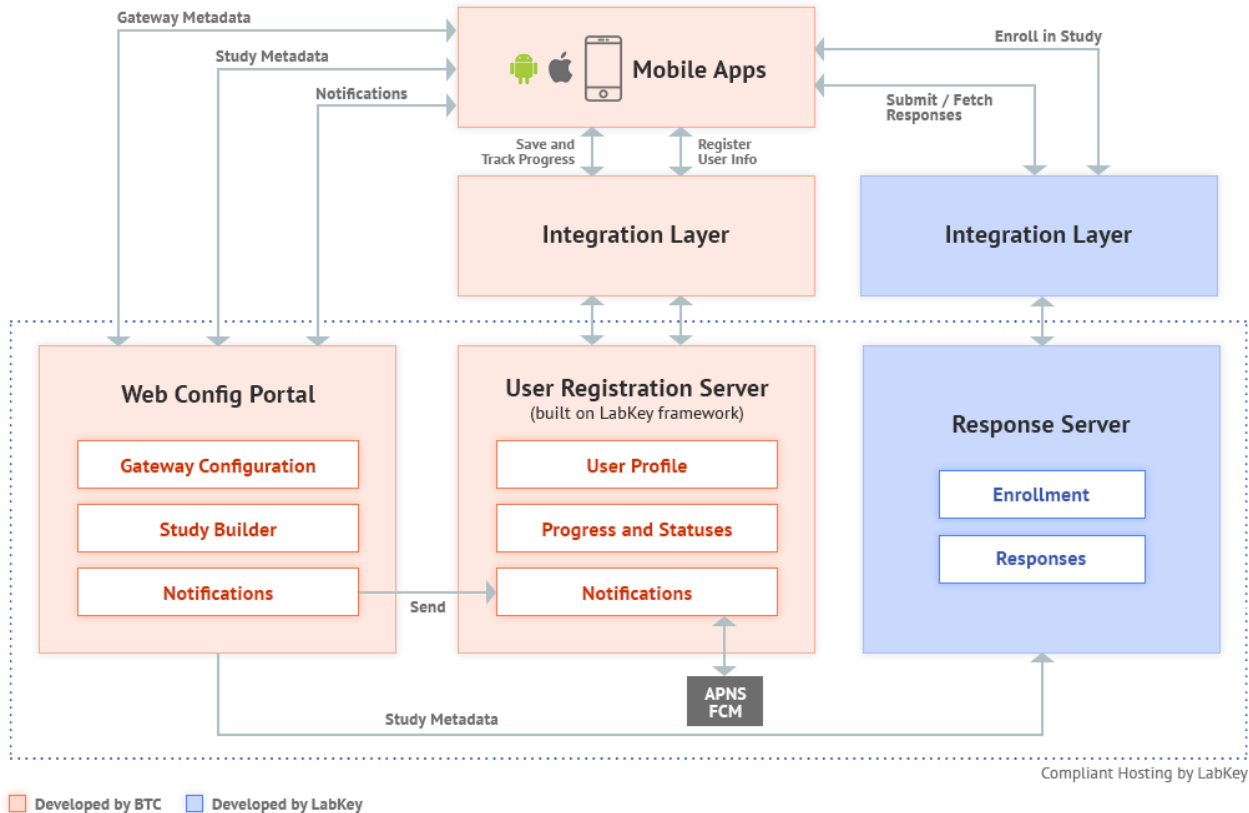 Gateway Metadata
Study Metadata
Notifications
Mobile Apps
Enroll in Study
Submit / Fetch
Responses
Save and
Track Progress
Register
User Info
Integration Layer
Integration Layer
Web Config Portal
Gateway Configuration
Study Builder
Notifications
Send
User Registration Server
(built on LabKey framework)
User Profile
Progress and Statuses
Notifications
APNS
FCM
Response Server
Enrollment
Responses
Study Metadata
Compliant Hosting by LabKey
Developed by BTC
Developed by LabKey